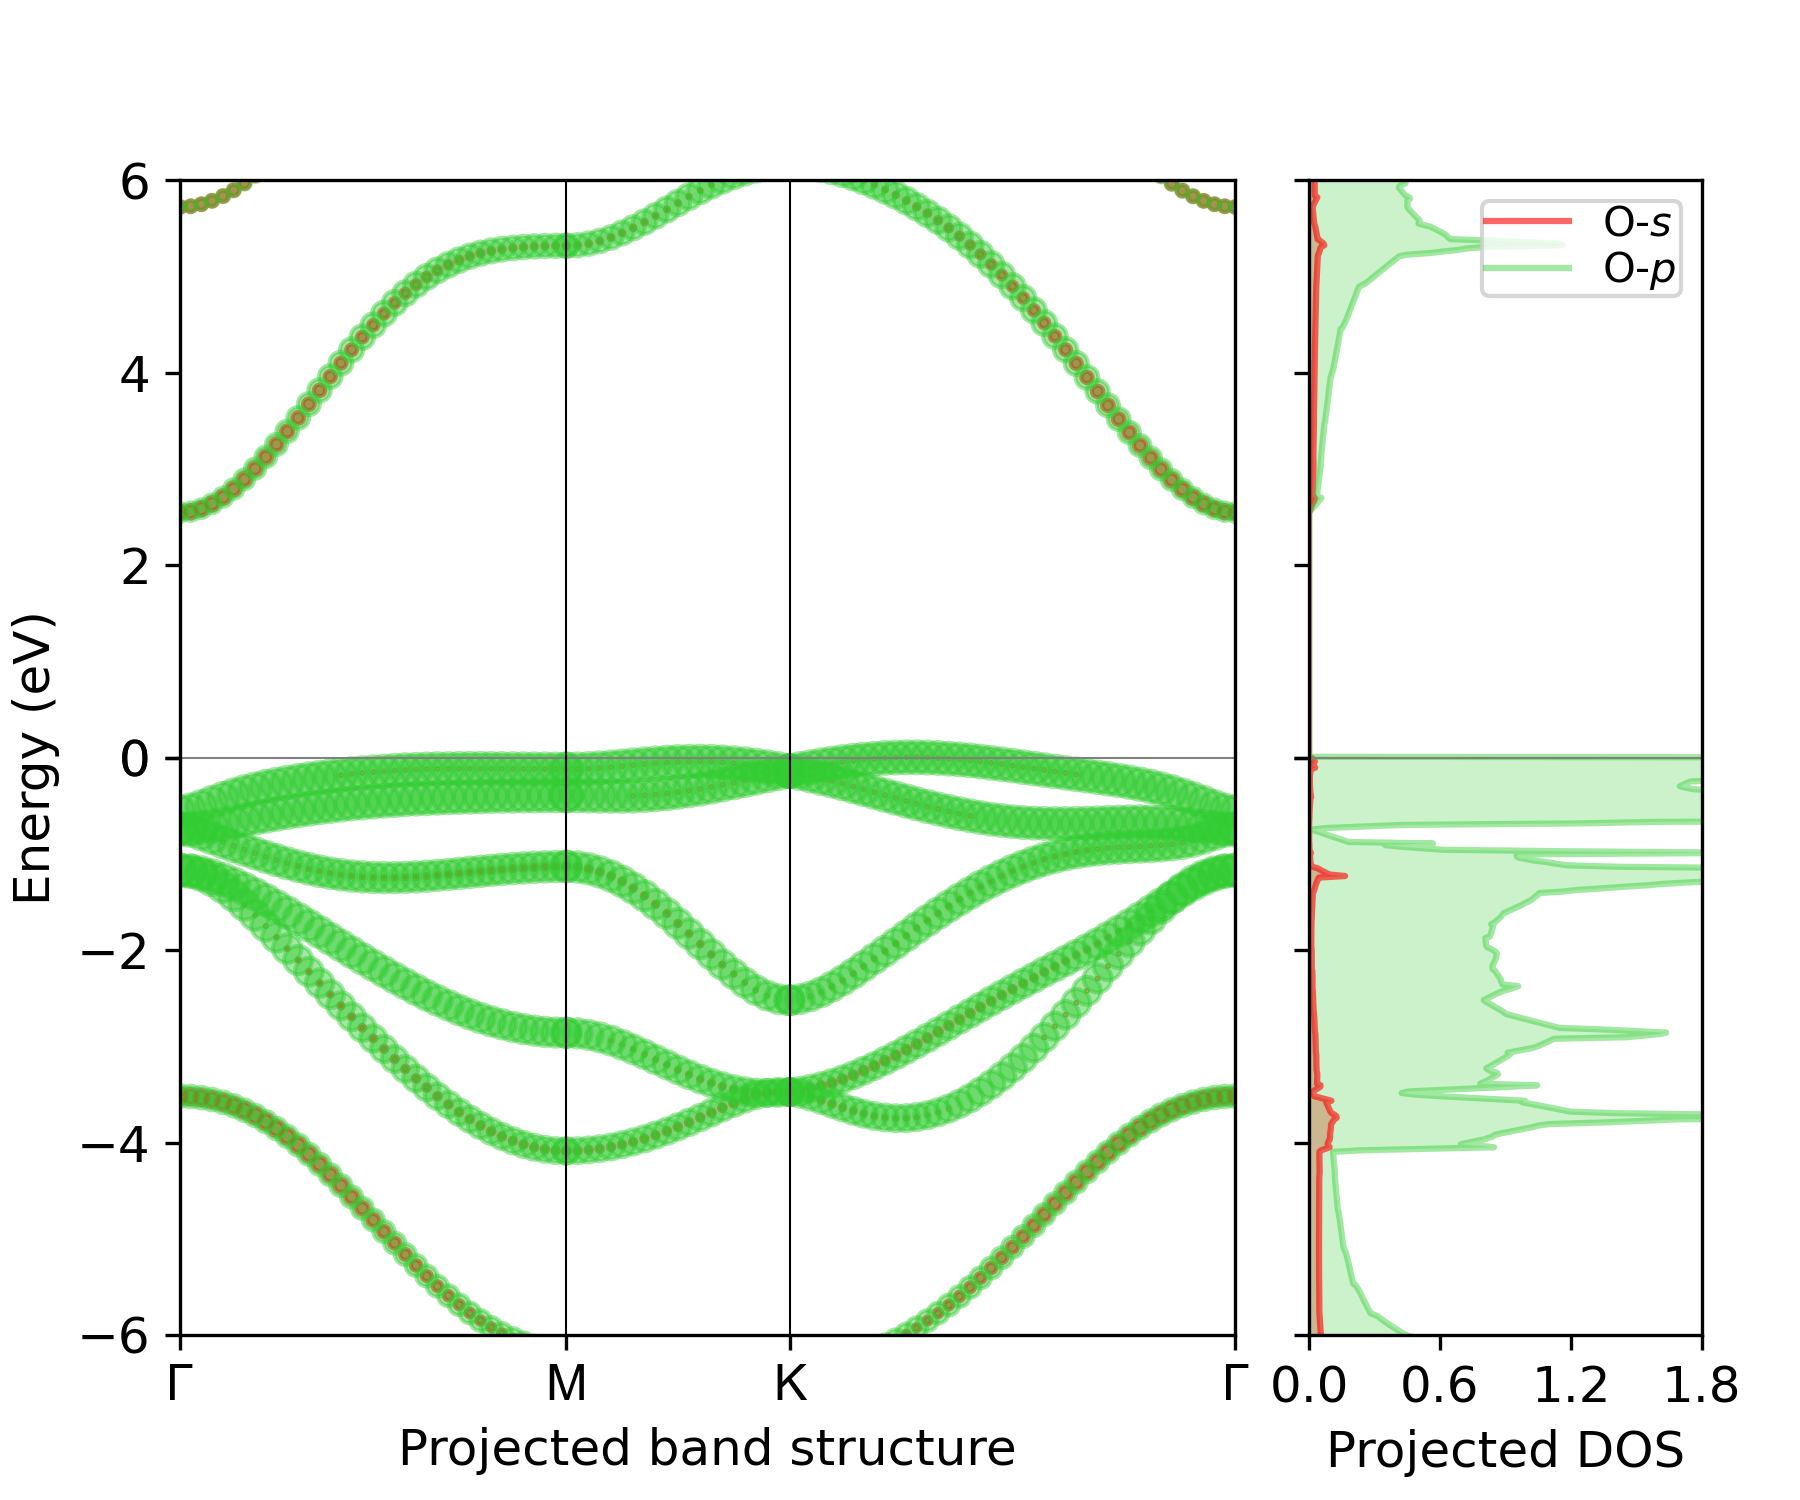 6
4
2
0
−2
−4
−6
Energy (eV)
Γ M K Γ
Projected band structure
O-s
O-p
0.0 0.6 1.2 1.8
Projected DOS